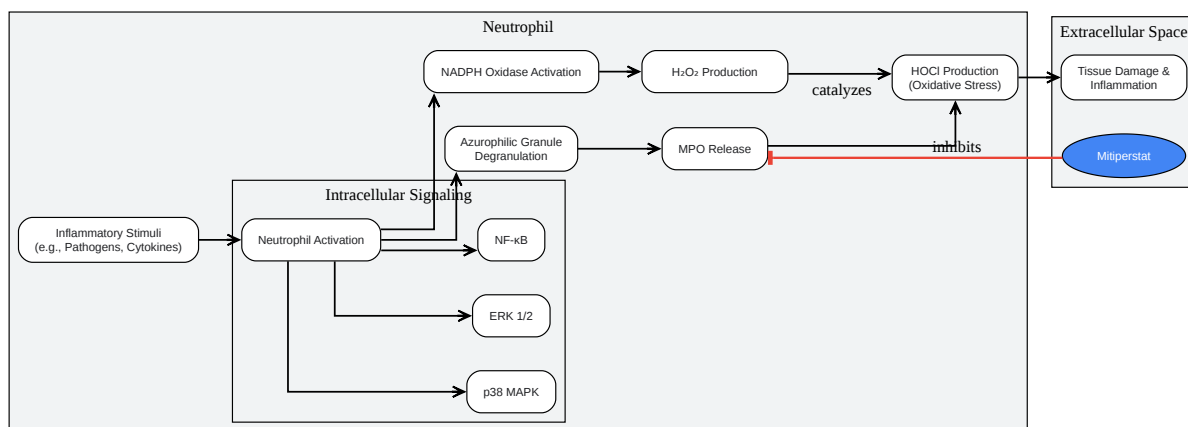 Neutrophil
Extracellular Space
NADPH Oxidase Activation
H₂O₂ Production
catalyzes
HOCl Production
(Oxidative Stress)
Tissue Damage &
Inflammation
Azurophilic Granule
Degranulation
MPO Release
inhibits
Mitiperstat
Intracellular Signaling
Inflammatory Stimuli
(e.g., Pathogens, Cytokines)
Neutrophil Activation
NF-κB
ERK 1/2
p38 MAPK